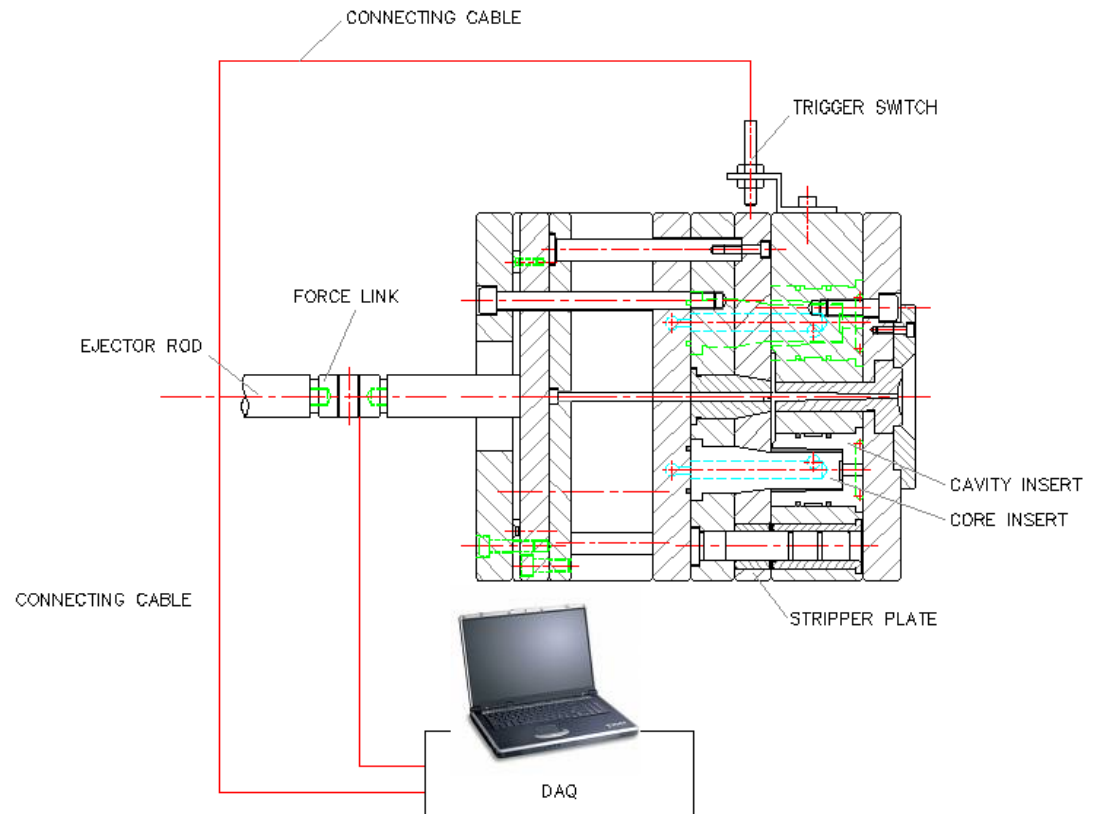 CONNECTING CABLE
TRIGGER SWITCH
FORCE LINK
EJECTOR ROD
CAVITY INSERT
CORE INSERT
CONNECTING CABLE
STRIPPER PLATE
DAQ